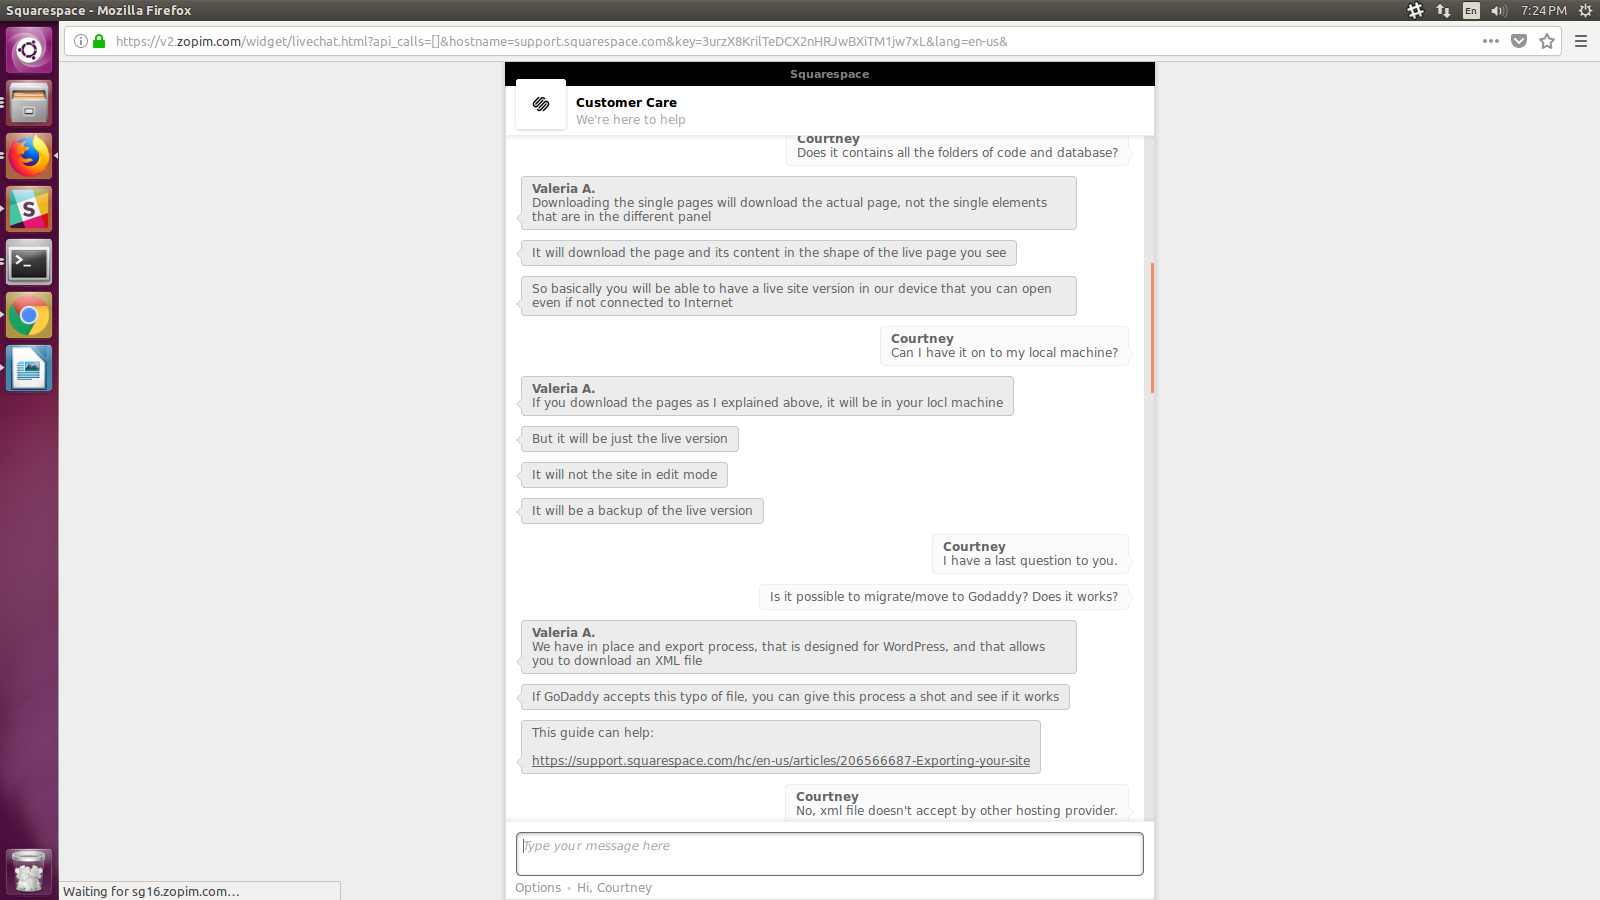 Squarespace - Mozilla Firefox
En
7:24 PM
https://v2.zopim.com/widget/livechat.html?api_calls=[]&hostname=support.squarespace.com&key=3urzX8KrilTeDCX2nHRJwBXiTM1jw7xL&lang=en-us&
Squarespace
Customer Care
We're here to help
Courtney
Does it contains all the folders of code and database?
Valeria A.
Downloading the single pages will download the actual page, not the single elements
that are in the different panel
It will download the page and its content in the shape of the live page you see
So basically you will be able to have a live site version in our device that you can open
even if not connected to Internet
Courtney
Can I have it on to my local machine?
Valeria A.
If you download the pages as I explained above, it will be in your locl machine
But it will be just the live version
It will not the site in edit mode
It will be a backup of the live version
Courtney
I have a last question to you.
Is it possible to migrate/move to Godaddy? Does it works?
Valeria A.
We have in place and export process, that is designed for WordPress, and that allows
you to download an XML file
If GoDaddy accepts this typo of file, you can give this process a shot and see if it works
This guide can help:
https://support.squarespace.com/hc/en-us/articles/206566687-Exporting-your-site
Courtney
No, xml file doesn't accept by other hosting provider.
Type your message here
Options • Hi, Courtney
Waiting for sg16.zopim.com…